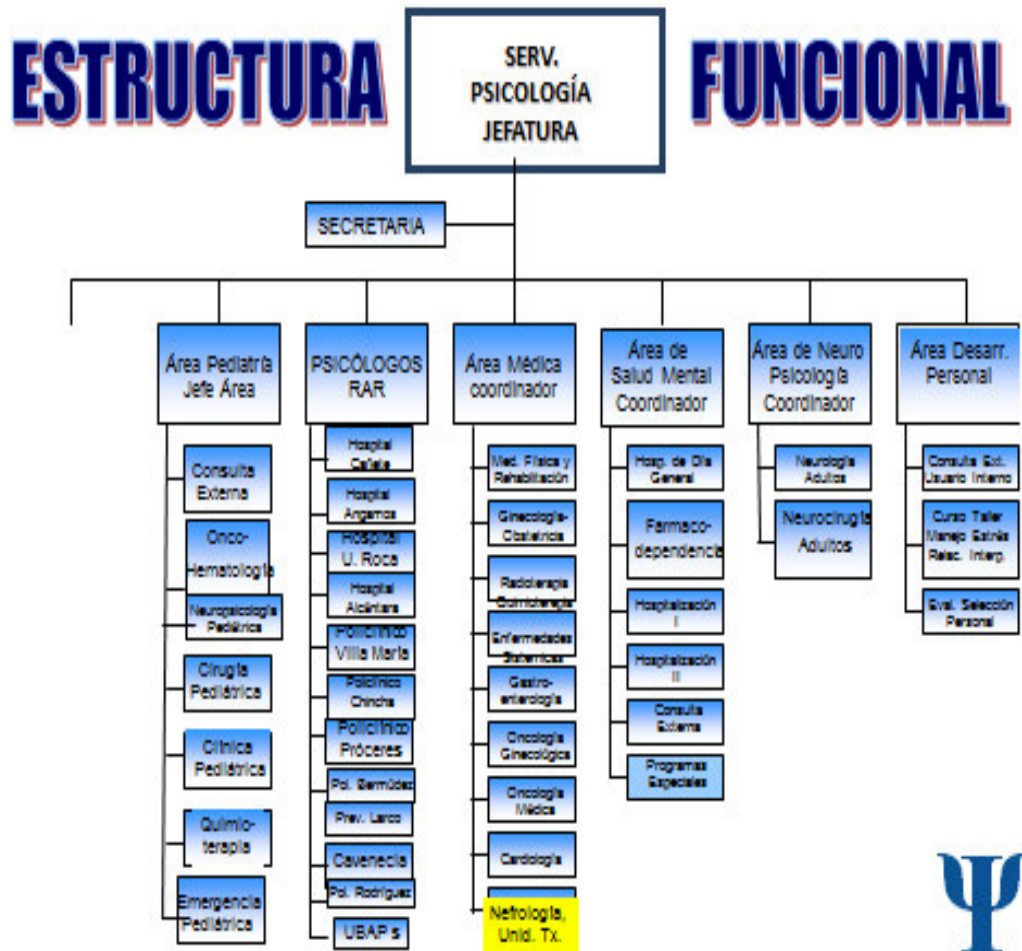 ESTRUCTURA
SERV.
PSICOLOGÍA
JEFATURA
FUNCIONAL
SECRETARIA
Área Pediatría
Jefe Área
Consulta
Externa
Onco-
Hematología
Neuropsicología
Pediátrica
Cirugía
Pediátrica
Clínica
Pediátrica
Quimio-
terapia
Emergencia
Pediátrica
PSICÓLOGOS
RAR
Hospital
Cañete
Hospital
Angamos
Hospital
U. Roca
Hospital
Alcántara
Policlínico
Villa María
Policlínico
Chincha
Policlínico
Próceres
Pol. Bermúdez
Prev. Larco
Cavenecia
Pol. Rodríguez
UBAP s
Área Médica
coordinador
Med. Física y
Rehabilitación
Ginecología-
Obstetricia
Radioterapia
Quimioterapia
Enfermedades
Sistemicas
Gastro-
enterología
Oncología
Ginecológica
Oncología
Médica
Cardiología
Nefrología,
Unid. Tx.
Área de
Salud Mental
Coordinador
Hosp. de Día
General
Farmaco-
dependencia
Hospitalización
I
Hospitalización
II
Consulta
Externa
Programas
Especiales
Área de Neuro
Psicología
Coordinador
Neurología
Adultos
Neurocirugía
Adultos
Área Desarr.
Personal
Consulta Ext.
Usuario Interno
Curso Taller
Manejo Estrés
Relac. Interp.
Eval. Selección
Personal
Ψ